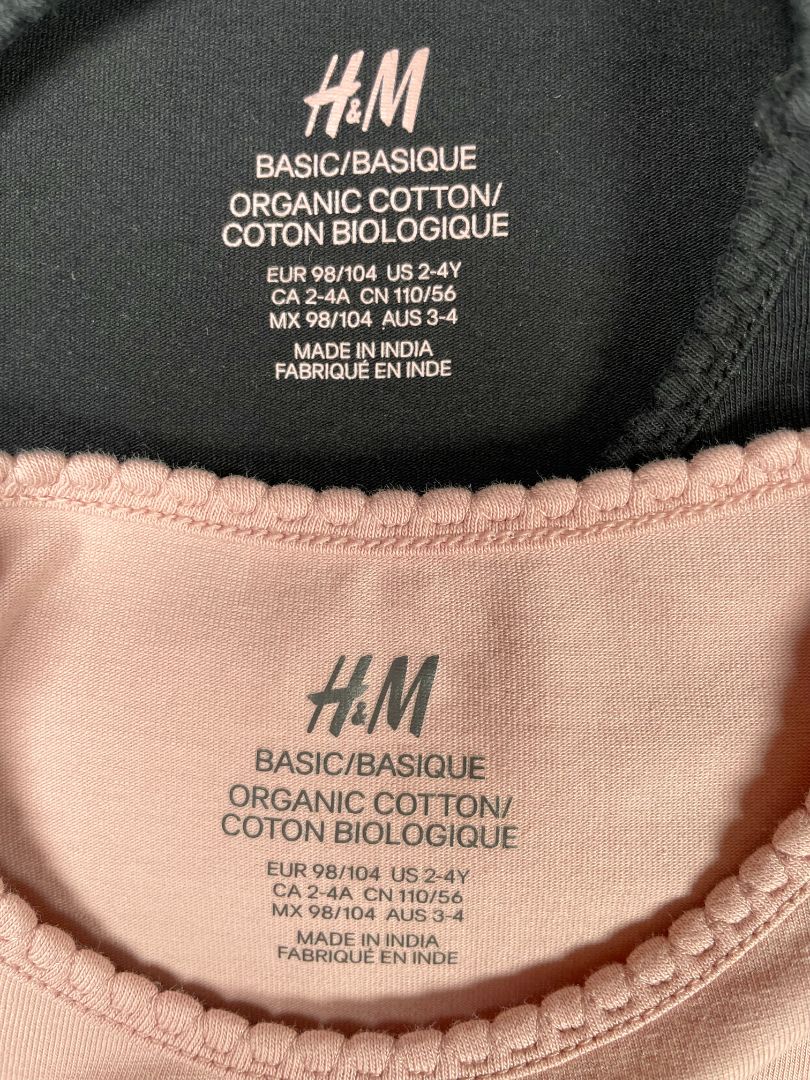 H&M
BASIC/BASIQUE
ORGANIC COTTON/
COTON BIOLOGIQUE
EUR 98/104 US 2-4Y
CA 2-4A CN 110/56
MX 98/104 AUS 3-4
MADE IN INDIA
FABRIQUÉ EN INDE
H&M
BASIC/BASIQUE
ORGANIC COTTON/
COTON BIOLOGIQUE
EUR 98/104 US 2-4Y
CA 2-4A CN 110/56
MX 98/104 AUS 3-4
MADE IN INDIA
FABRIQUÉ EN INDE